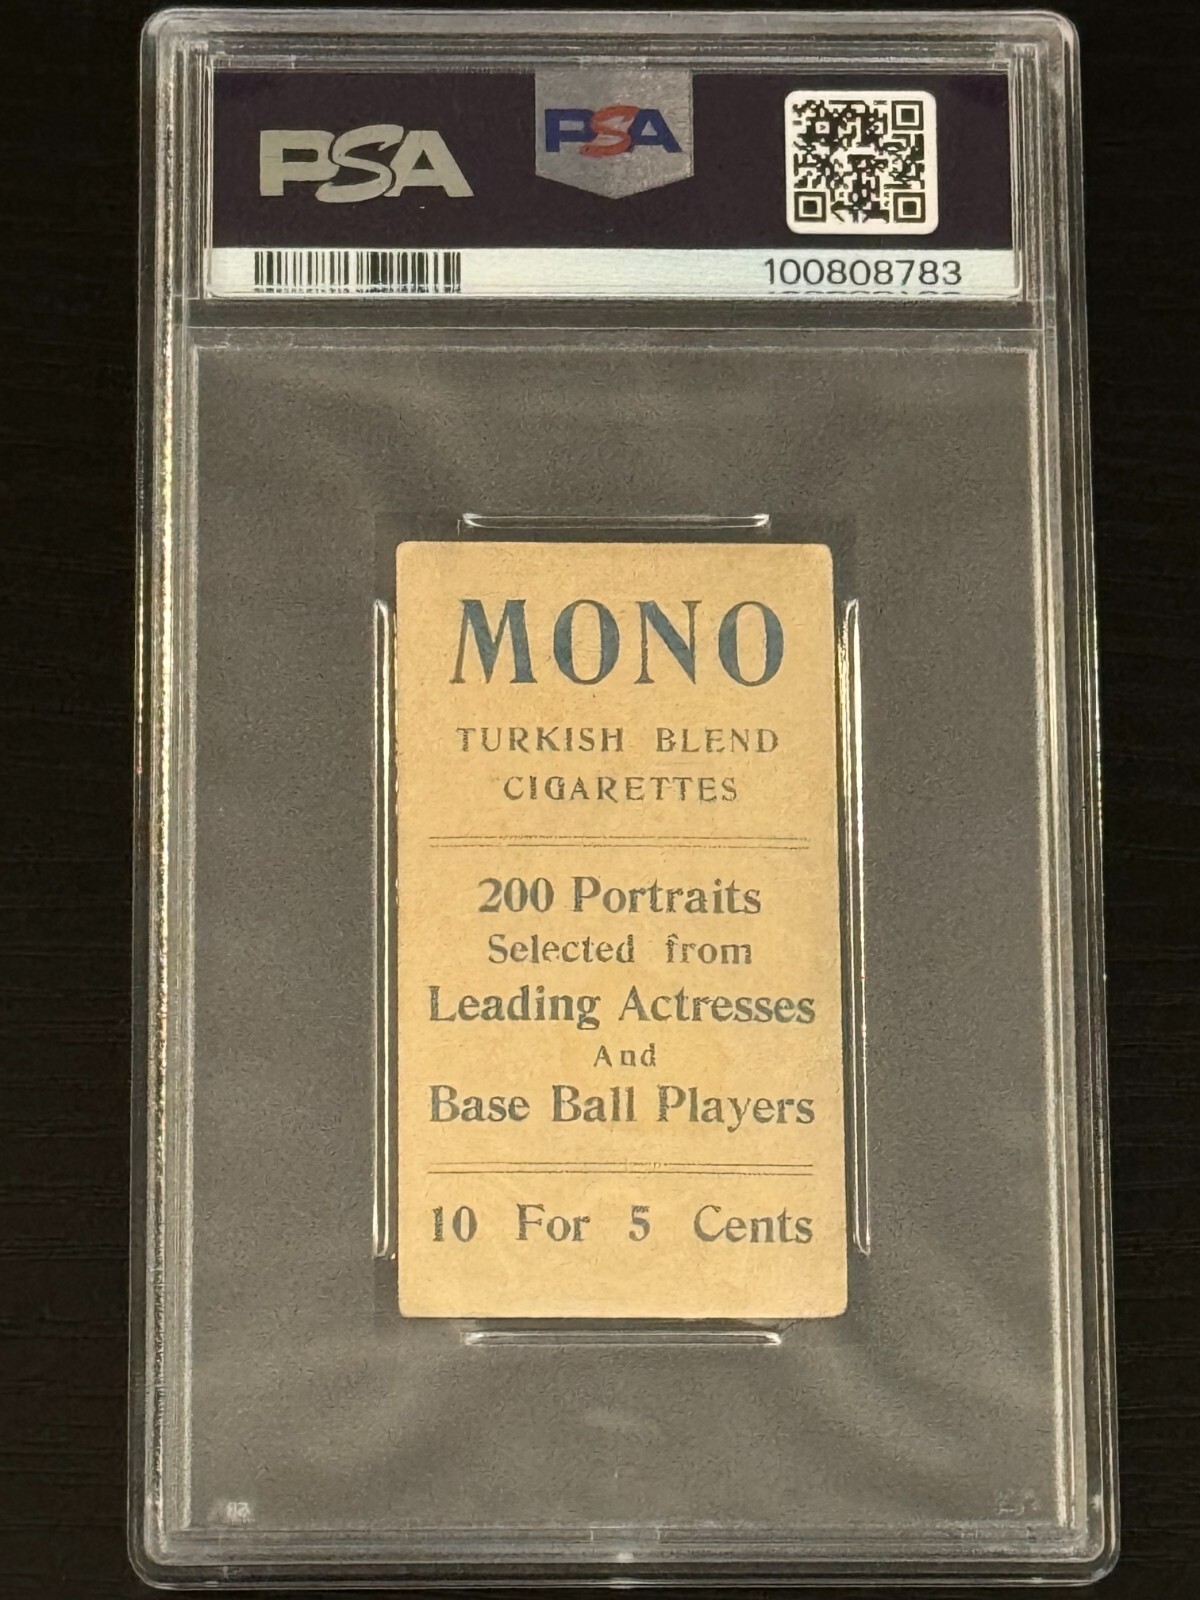 PSA
PSA
100808783
MONO
TURKISH BLEND
CIGARETTES
200 Portraits
Selected from
Leading Actresses
And
Base Ball Players
10 For 5 Cents